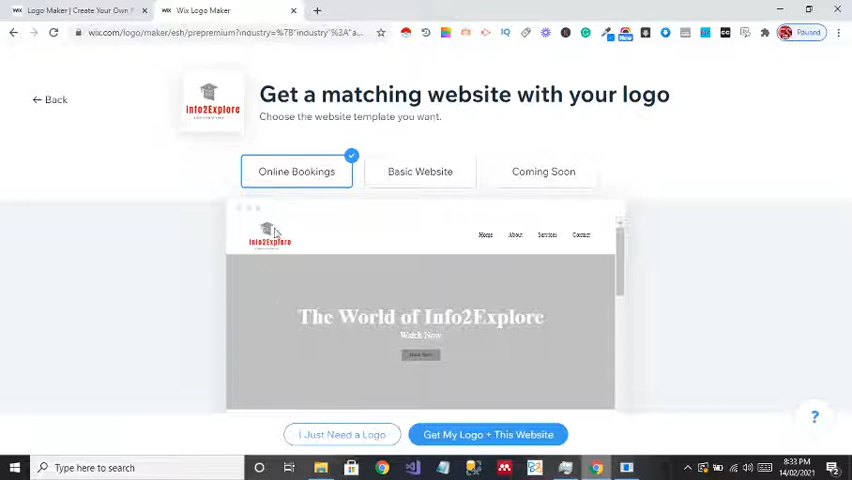 Logo Maker | Create Your Own
Wix Logo Maker
wix.com/logo/maker/esh/prepremium?industry=%7B"industry"%3A/a...
Paused
Back
Info2Explore
Get a matching website with your logo
Choose the website template you want.
Online Bookings
Basic Website
Coming Soon
Info2Explore
Home
About
Services
Contact
The World of Info2Explore
Watch Now
I Just Need a Logo
Get My Logo + This Website
?
Type here to search
8:33 PM
14/02/2021